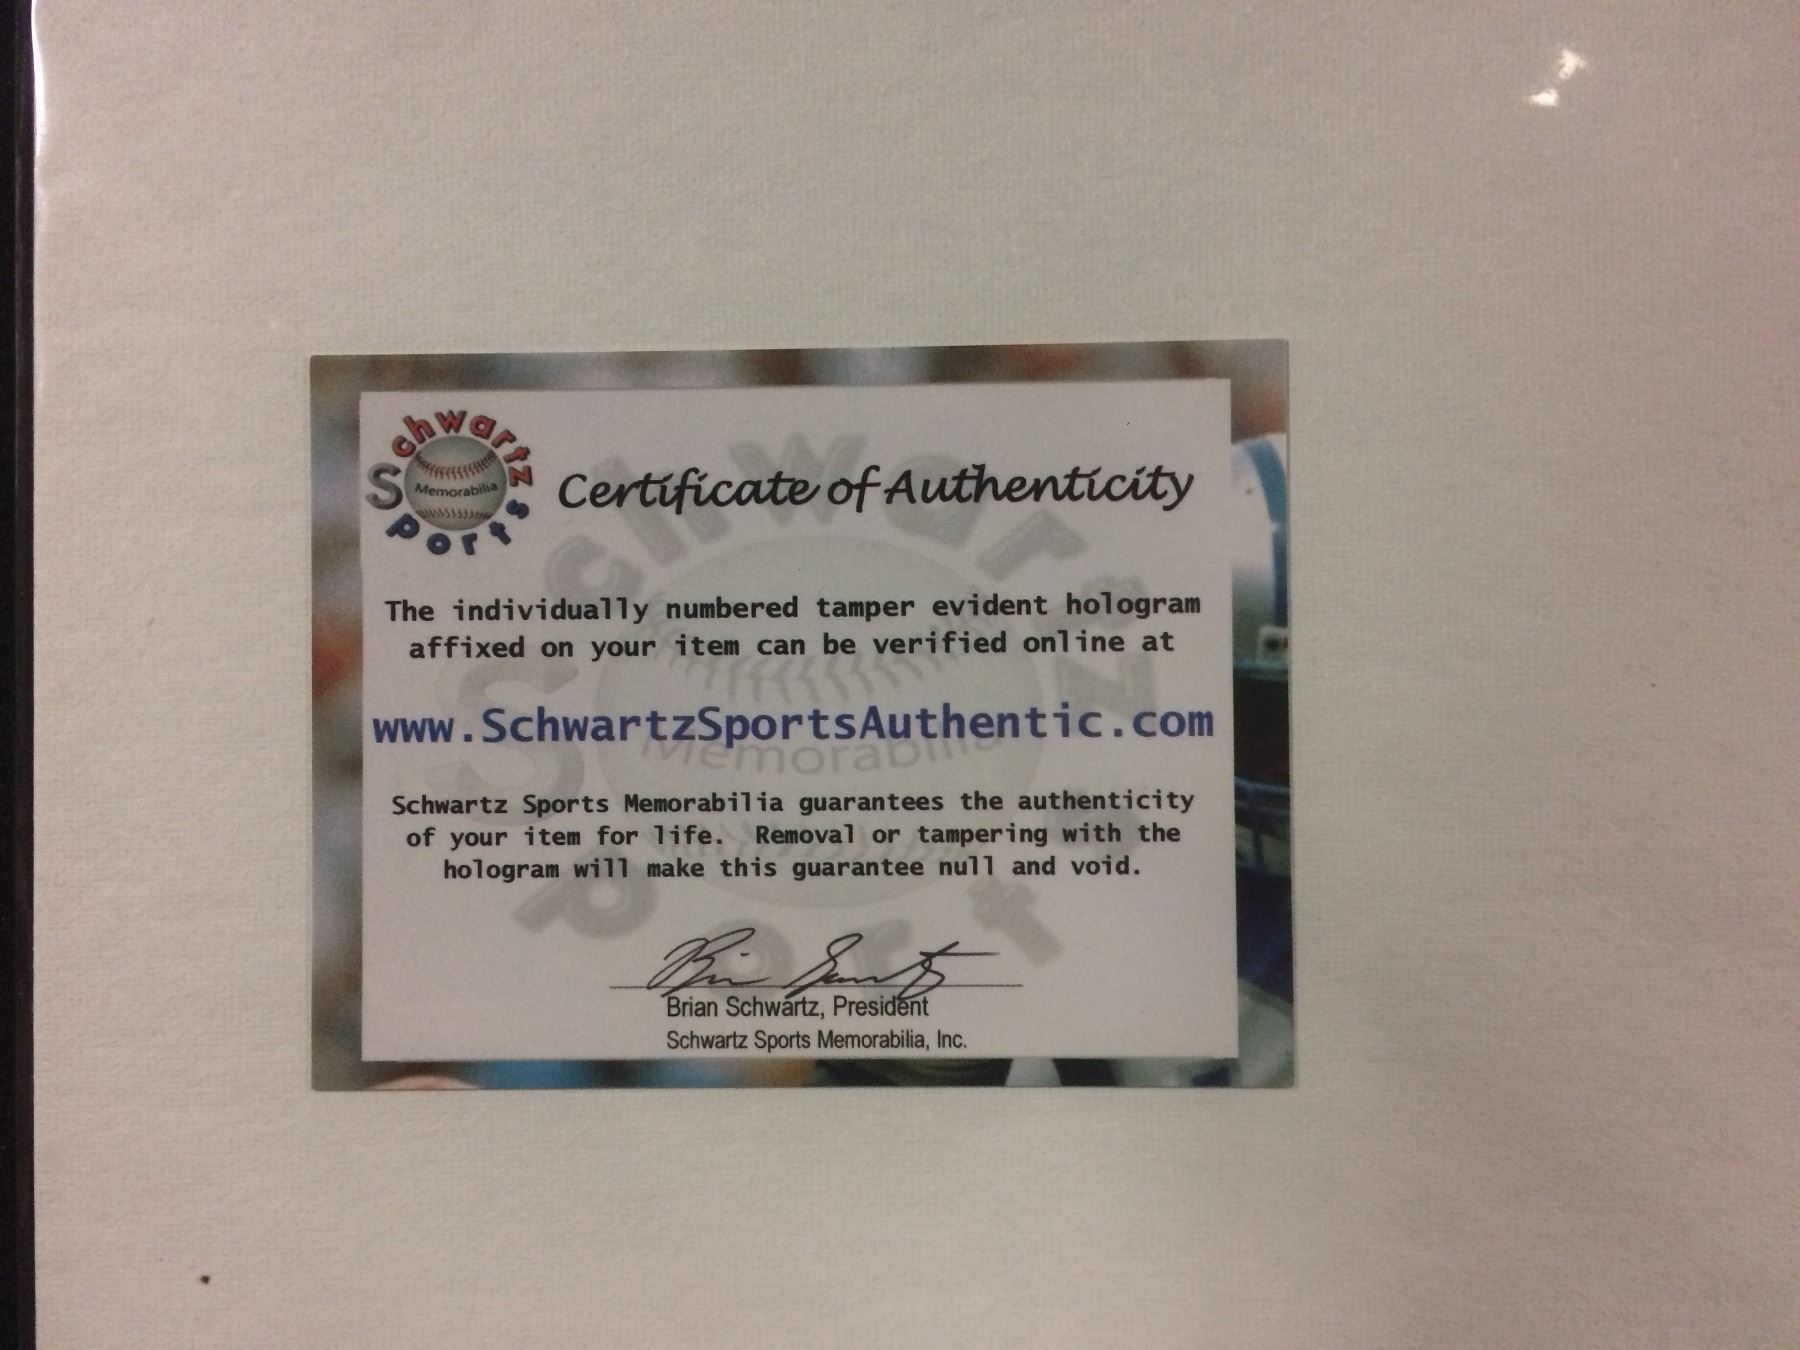 Schwartz
Sports
Memorabilia
Certificate of Authenticity
The individually numbered tamper evident hologram
affixed on your item can be verified online at
www.SchwartzSportsAuthentic.com
Schwartz Sports Memorabilia guarantees the authenticity
of your item for life.  Removal or tampering with the
hologram will make this guarantee null and void.
Brian Schwartz
Brian Schwartz, President
Schwartz Sports Memorabilia, Inc.